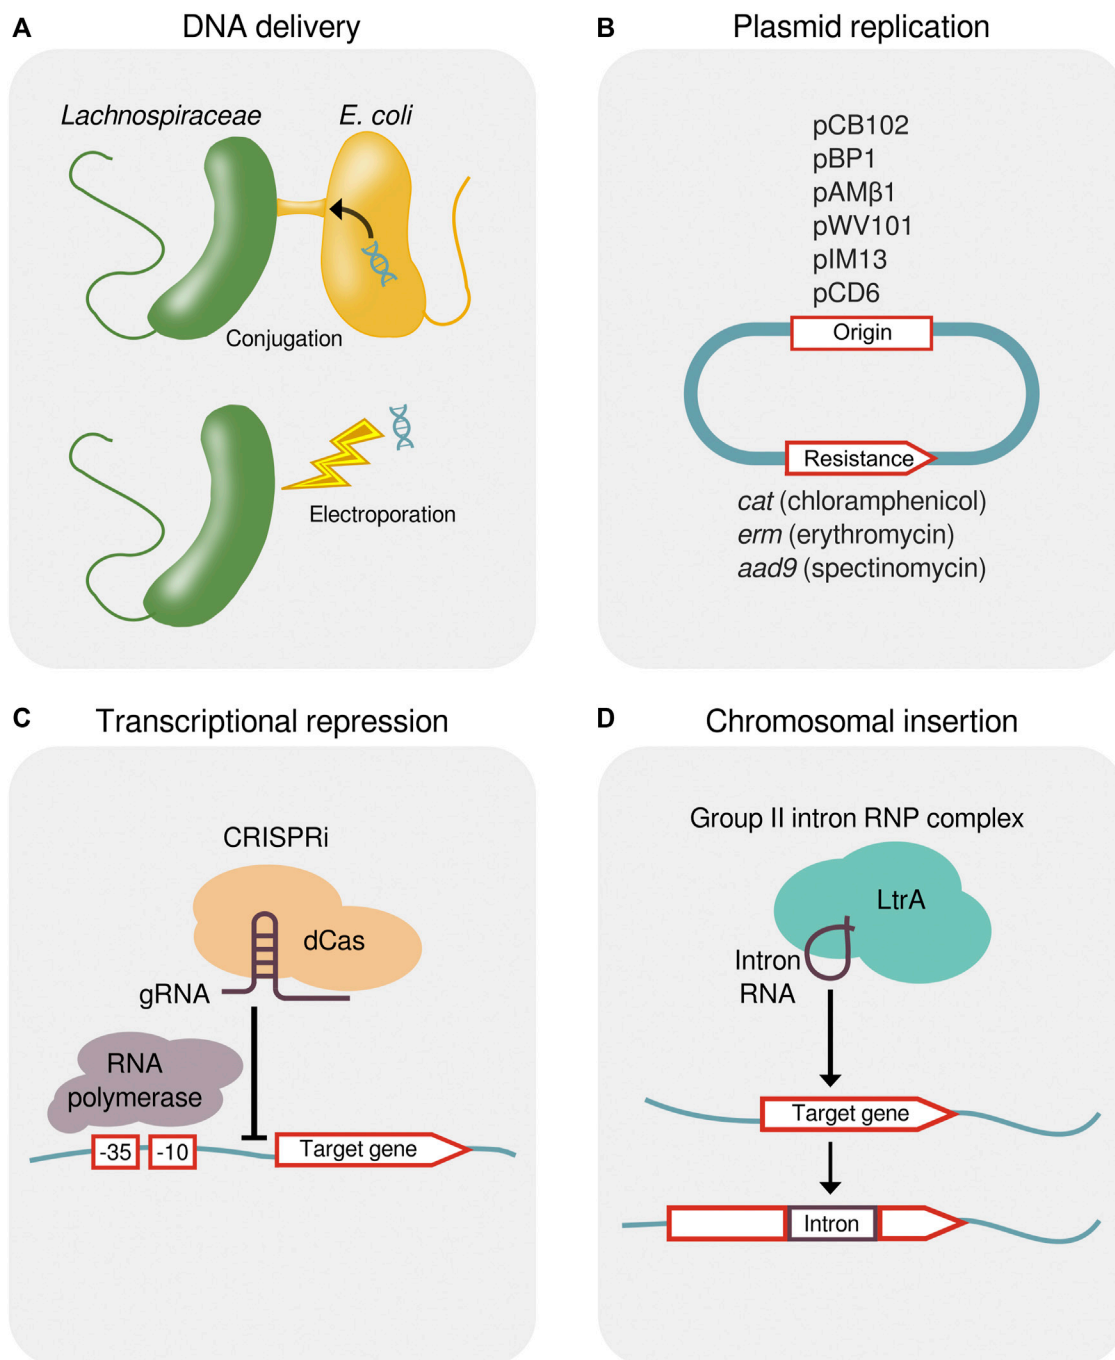 A
DNA delivery
Lachnospiraceae
E. coli
Conjugation
Electroporation
B
Plasmid replication
pCB102
pBP1
pAMβ1
pWV101
pIM13
pCD6
Origin
Resistance
cat (chloramphenicol)
erm (erythromycin)
aad9 (spectinomycin)
C
Transcriptional repression
CRISPRi
dCas
gRNA
RNA
polymerase
-35
-10
Target gene
D
Chromosomal insertion
Group II intron RNP complex
LtrA
Intron
RNA
Target gene
Intron